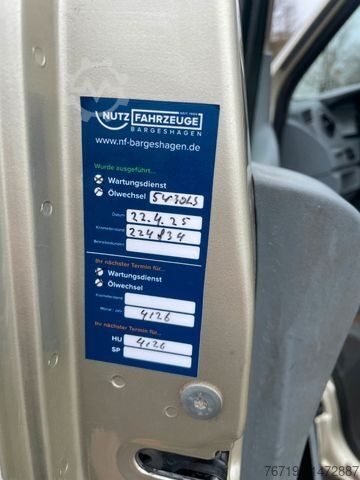 NUTZ FAHRZEUGE
SEIT 1990
BARGESHAGEN
www.nf-bargeshagen.de
Wurde ausgeführt...
Wartungsdienst
Ölwechsel 5W30LS
Datum 22.4.25
Kilometerstand 224834
Betriebsstunden
Ihr nächster Termin für...
Wartungsdienst
Ölwechsel
Kilometerstand
Monat / Jahr 4/26
Ihr nächster Termin für...
HU 4.26
SP